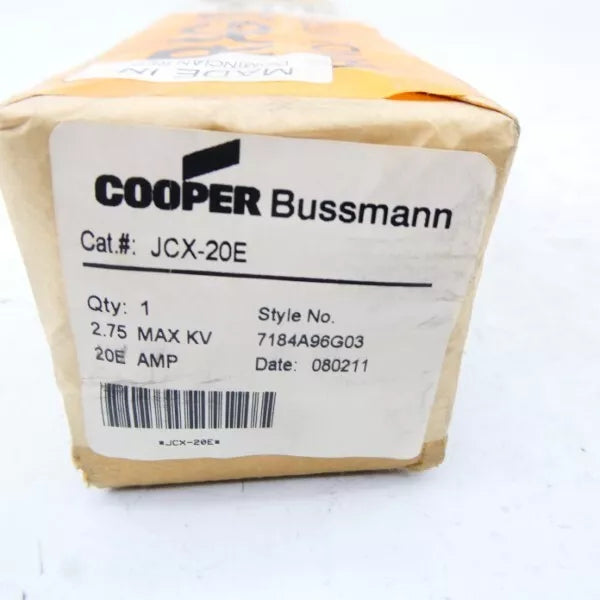 MADE IN
COOPER Bussmann
Cat.#: JCX-20E
Qty: 1
2.75 MAX KV
20E AMP
Style No.
7184A96G03
Date: 080211
*JCX-20E*